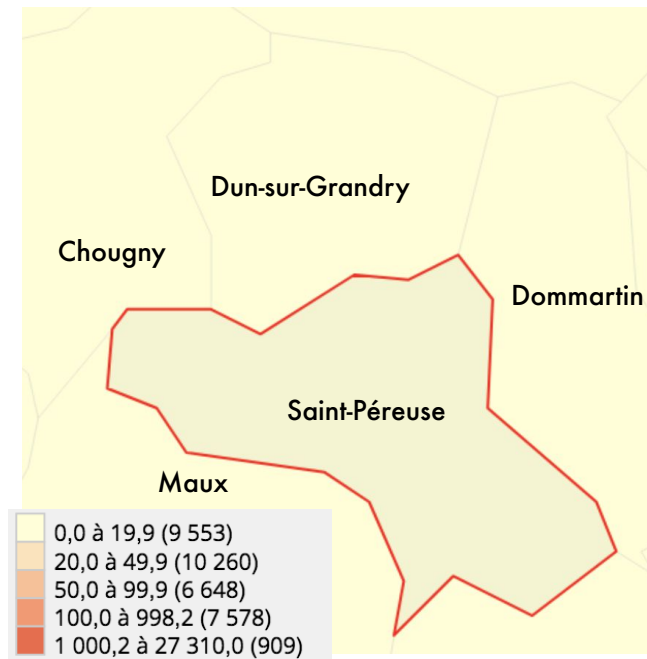 Dun-sur-Grandry
Chougny
Dommartin
Saint-Péreuse
Maux
0,0 à 19,9 (9 553)
20,0 à 49,9 (10 260)
50,0 à 99,9 (6 648)
100,0 à 998,2 (7 578)
1 000,2 à 27 310,0 (909)